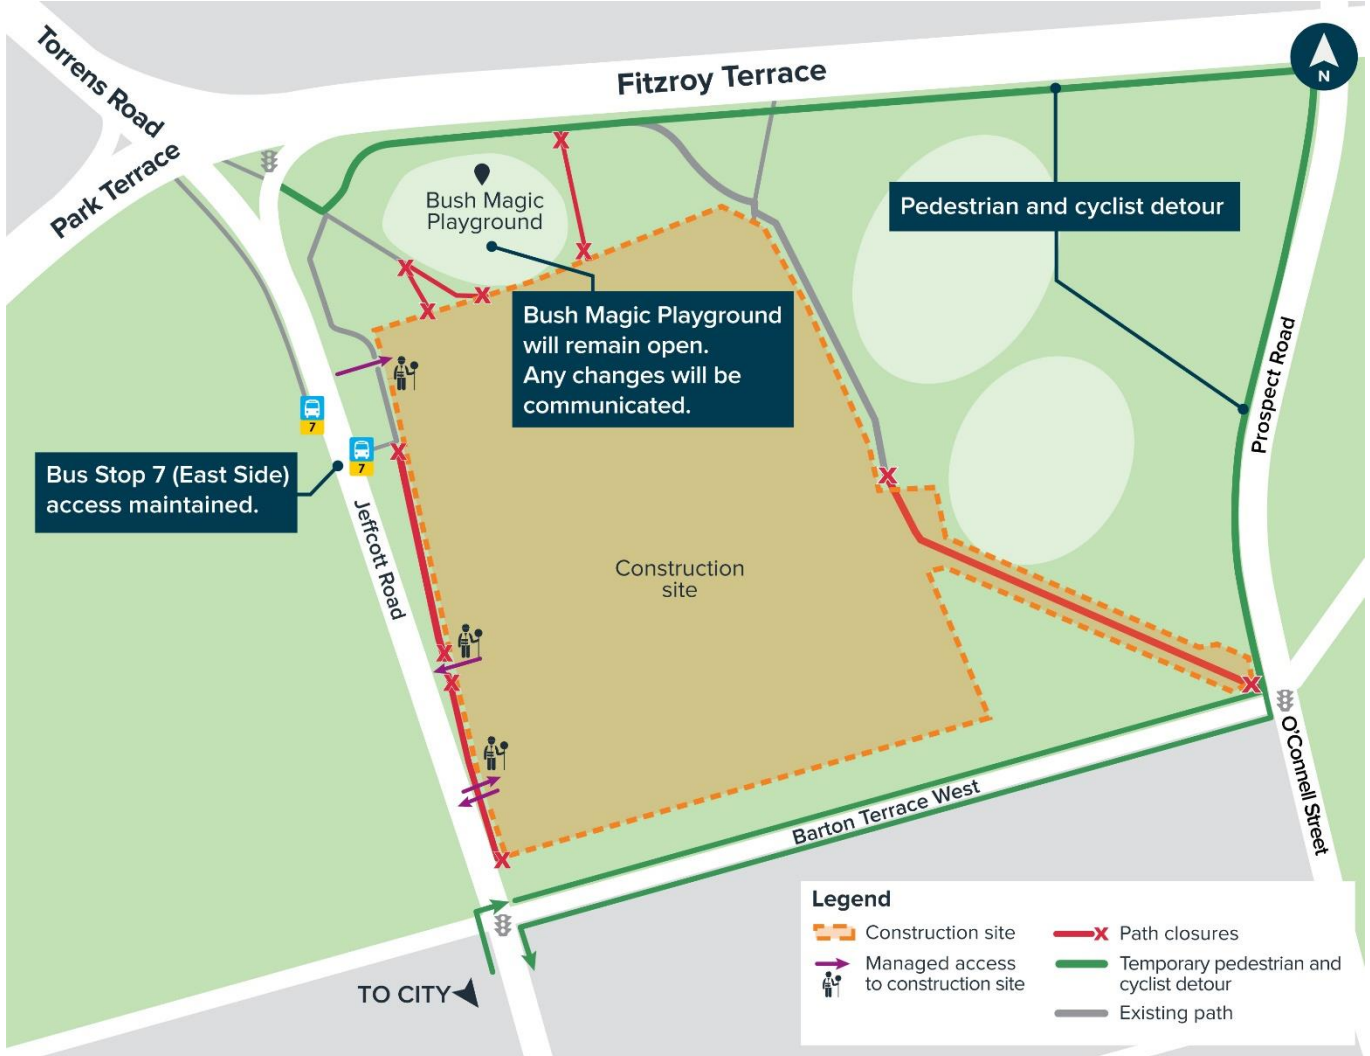 Torrens Road
Park Terrace
Fitzroy Terrace
N
Bush Magic
Playground
Pedestrian and cyclist detour
Bush Magic Playground
will remain open.
Any changes will be
communicated.
Prospect Road
7
7
Bus Stop 7 (East Side)
access maintained.
Jeffcott Road
Construction
site
O'Connell Street
Barton Terrace West
TO CITY
Legend
Construction site
Managed access
to construction site
Path closures
Temporary pedestrian and
cyclist detour
Existing path